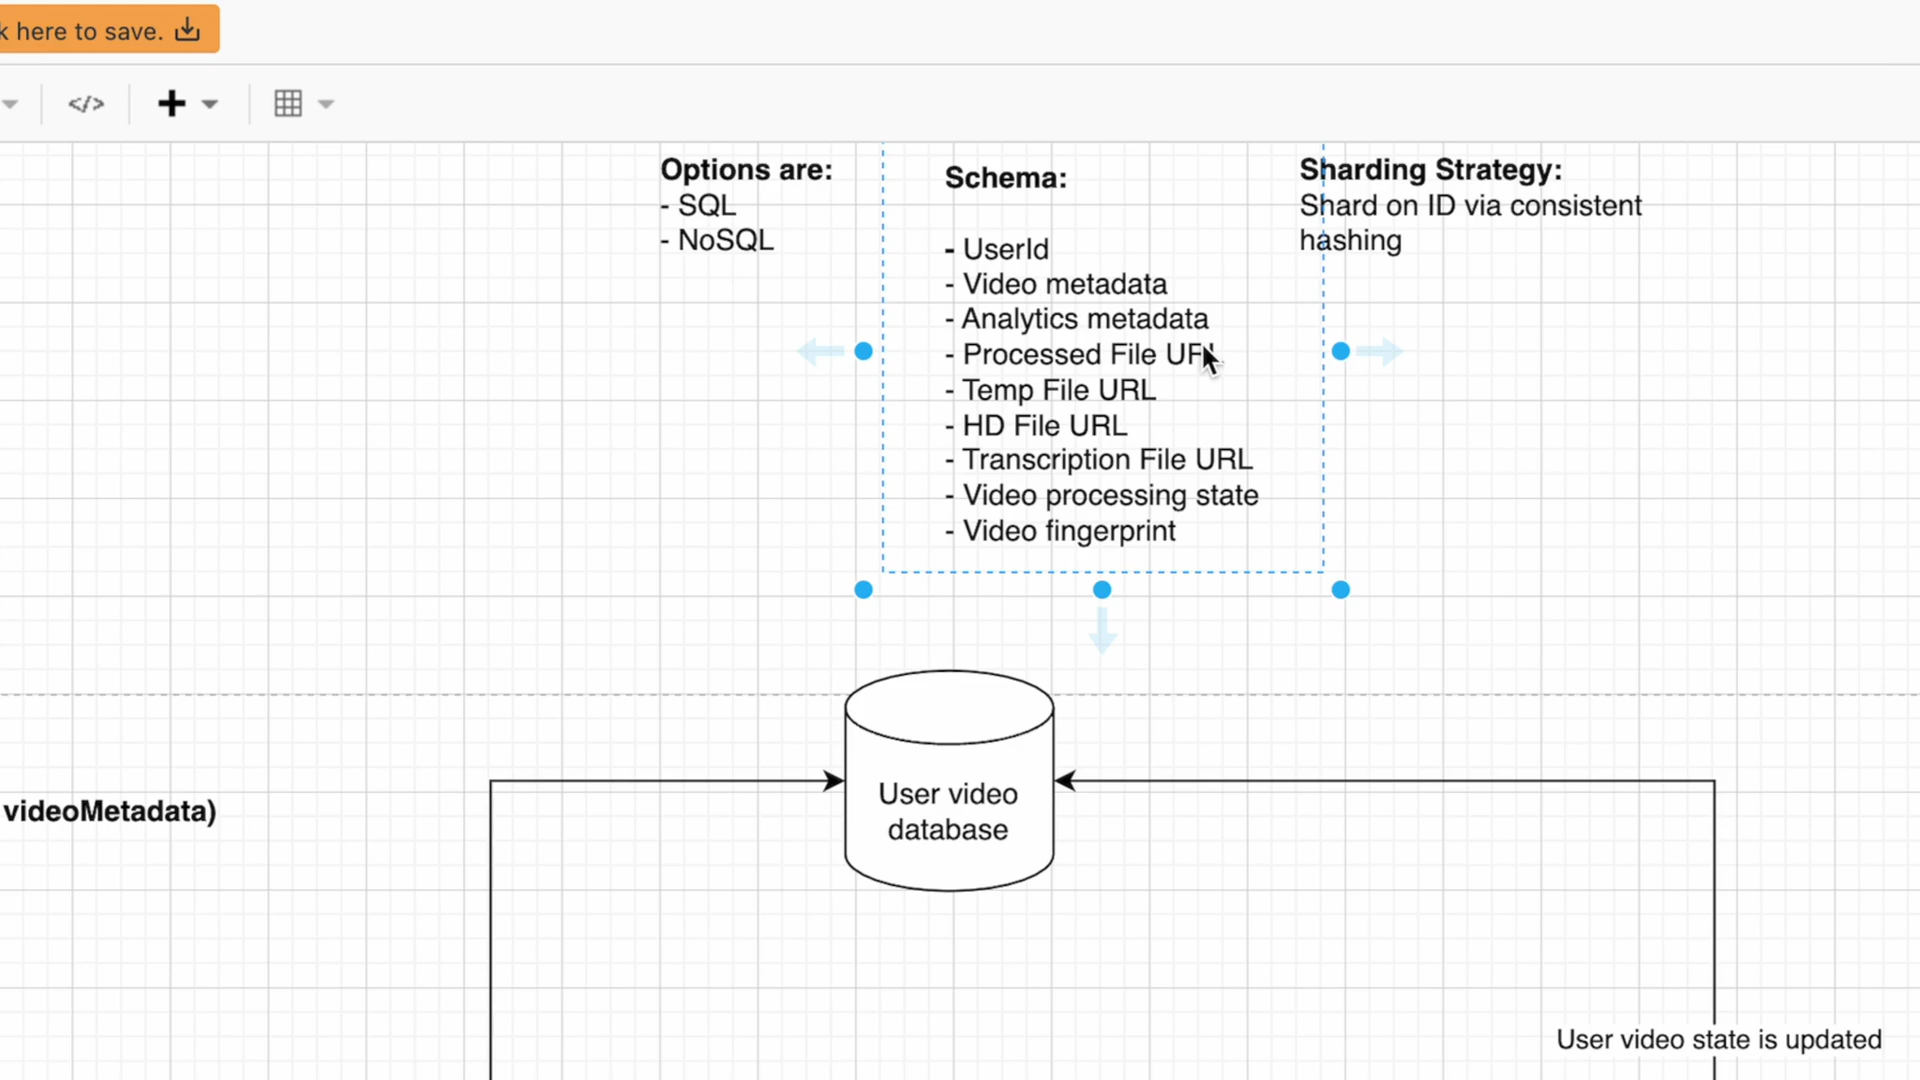 k here to save.
Options are:
- SQL
- NoSQL
Schema:
- UserId
- Video metadata
- Analytics metadata
- Processed File URL
- Temp File URL
- HD File URL
- Transcription File URL
- Video processing state
- Video fingerprint
Sharding Strategy:
Shard on ID via consistent
hashing
User video
database
videoMetadata)
User video state is updated